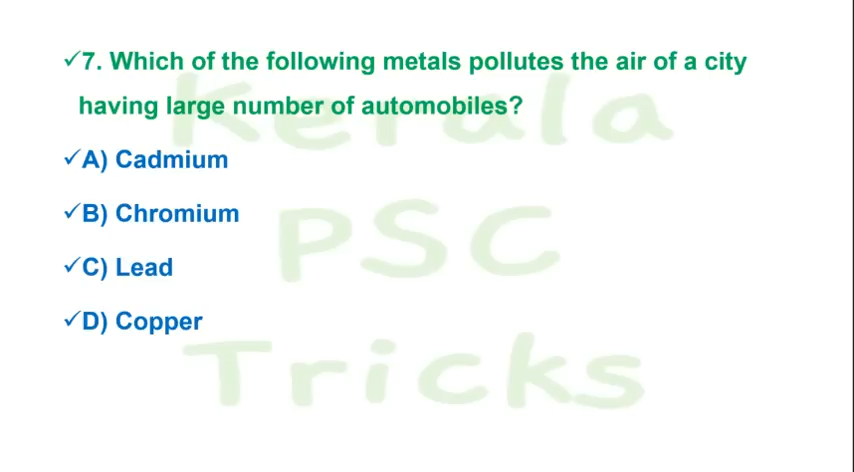 ✓7. Which of the following metals pollutes the air of a city
having large number of automobiles?
✓A) Cadmium
✓B) Chromium
✓C) Lead
✓D) Copper
Kerala
PSC
Tricks